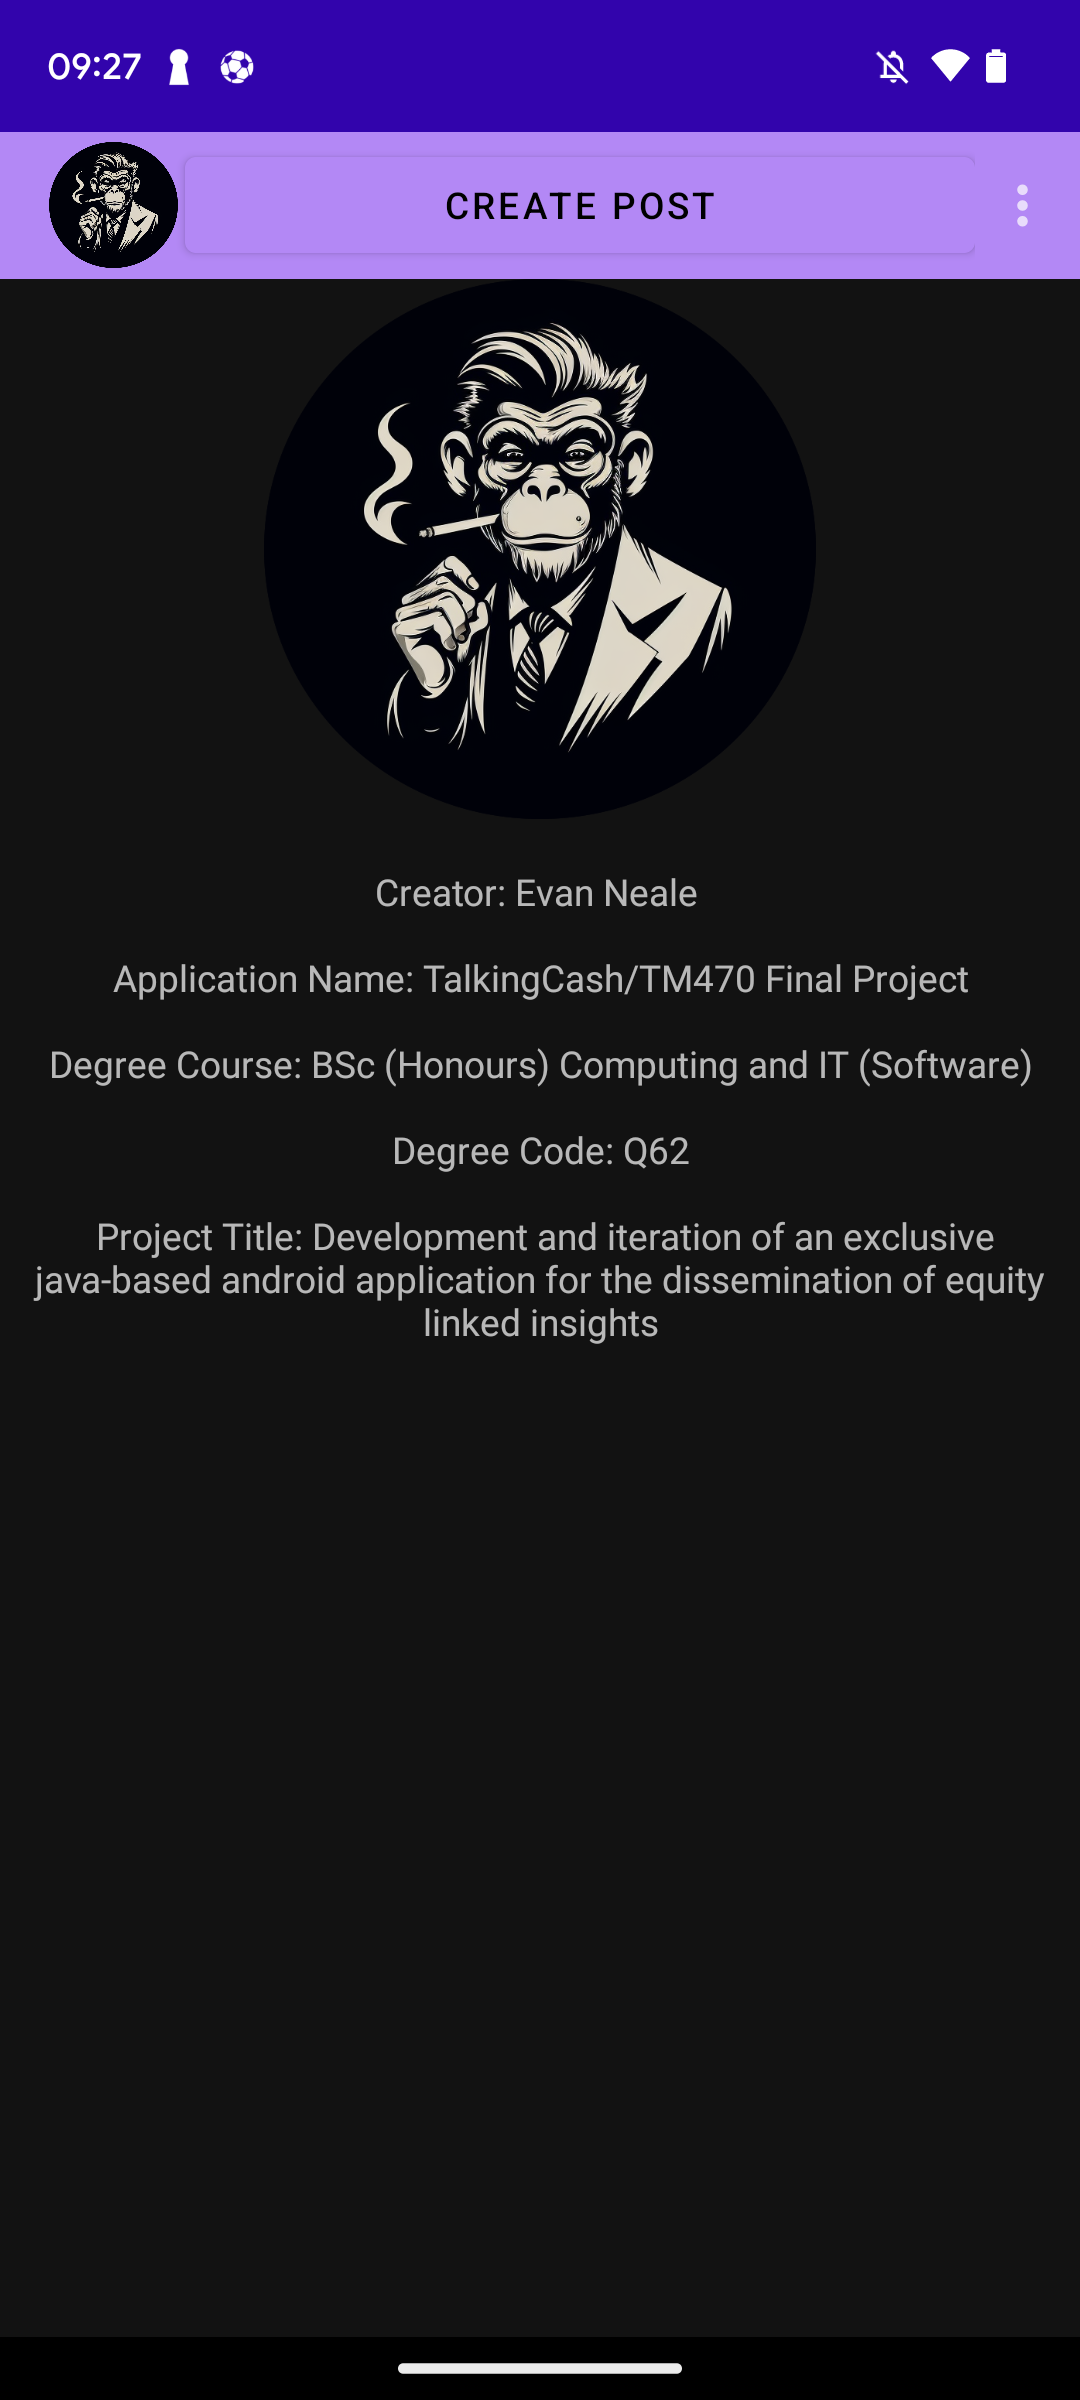 09:27
CREATE POST
Creator: Evan Neale
Application Name: TalkingCash/TM470 Final Project
Degree Course: BSc (Honours) Computing and IT (Software)
Degree Code: Q62
Project Title: Development and iteration of an exclusive
java-based android application for the dissemination of equity
linked insights